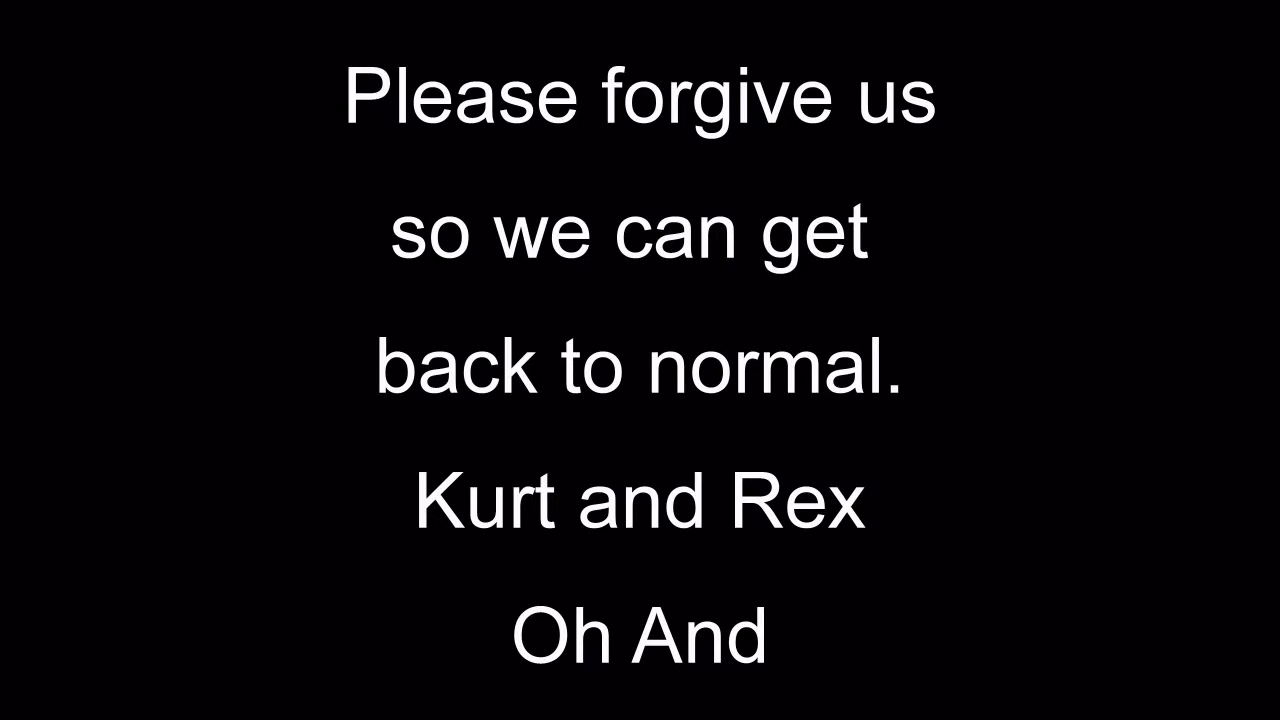 Please forgive us
so we can get
back to normal.
Kurt and Rex
Oh And